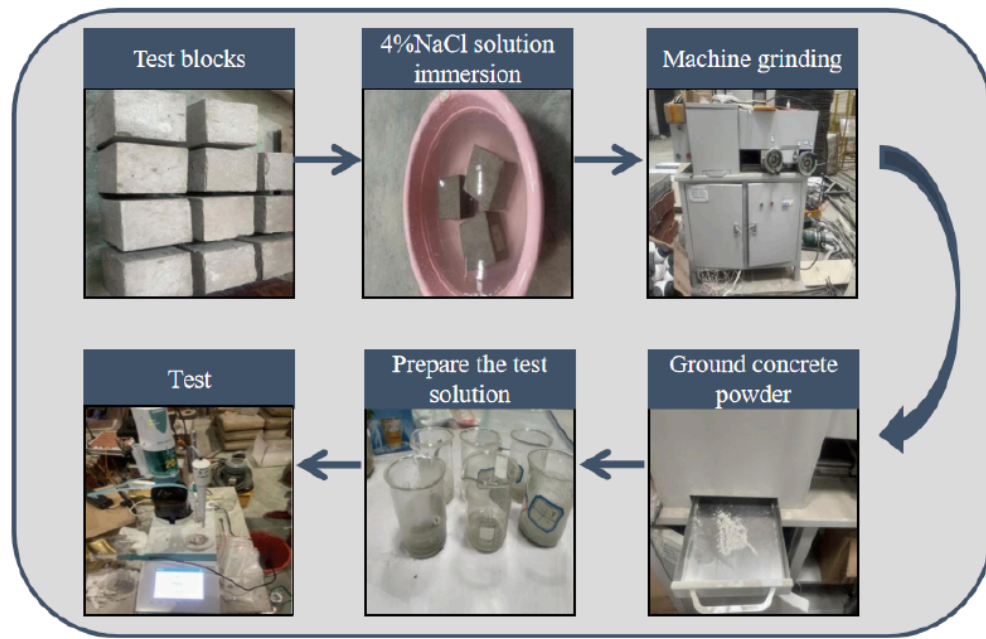 Test blocks
4%NaCl solution
immersion
Machine grinding
Ground concrete
powder
Prepare the test
solution
Test